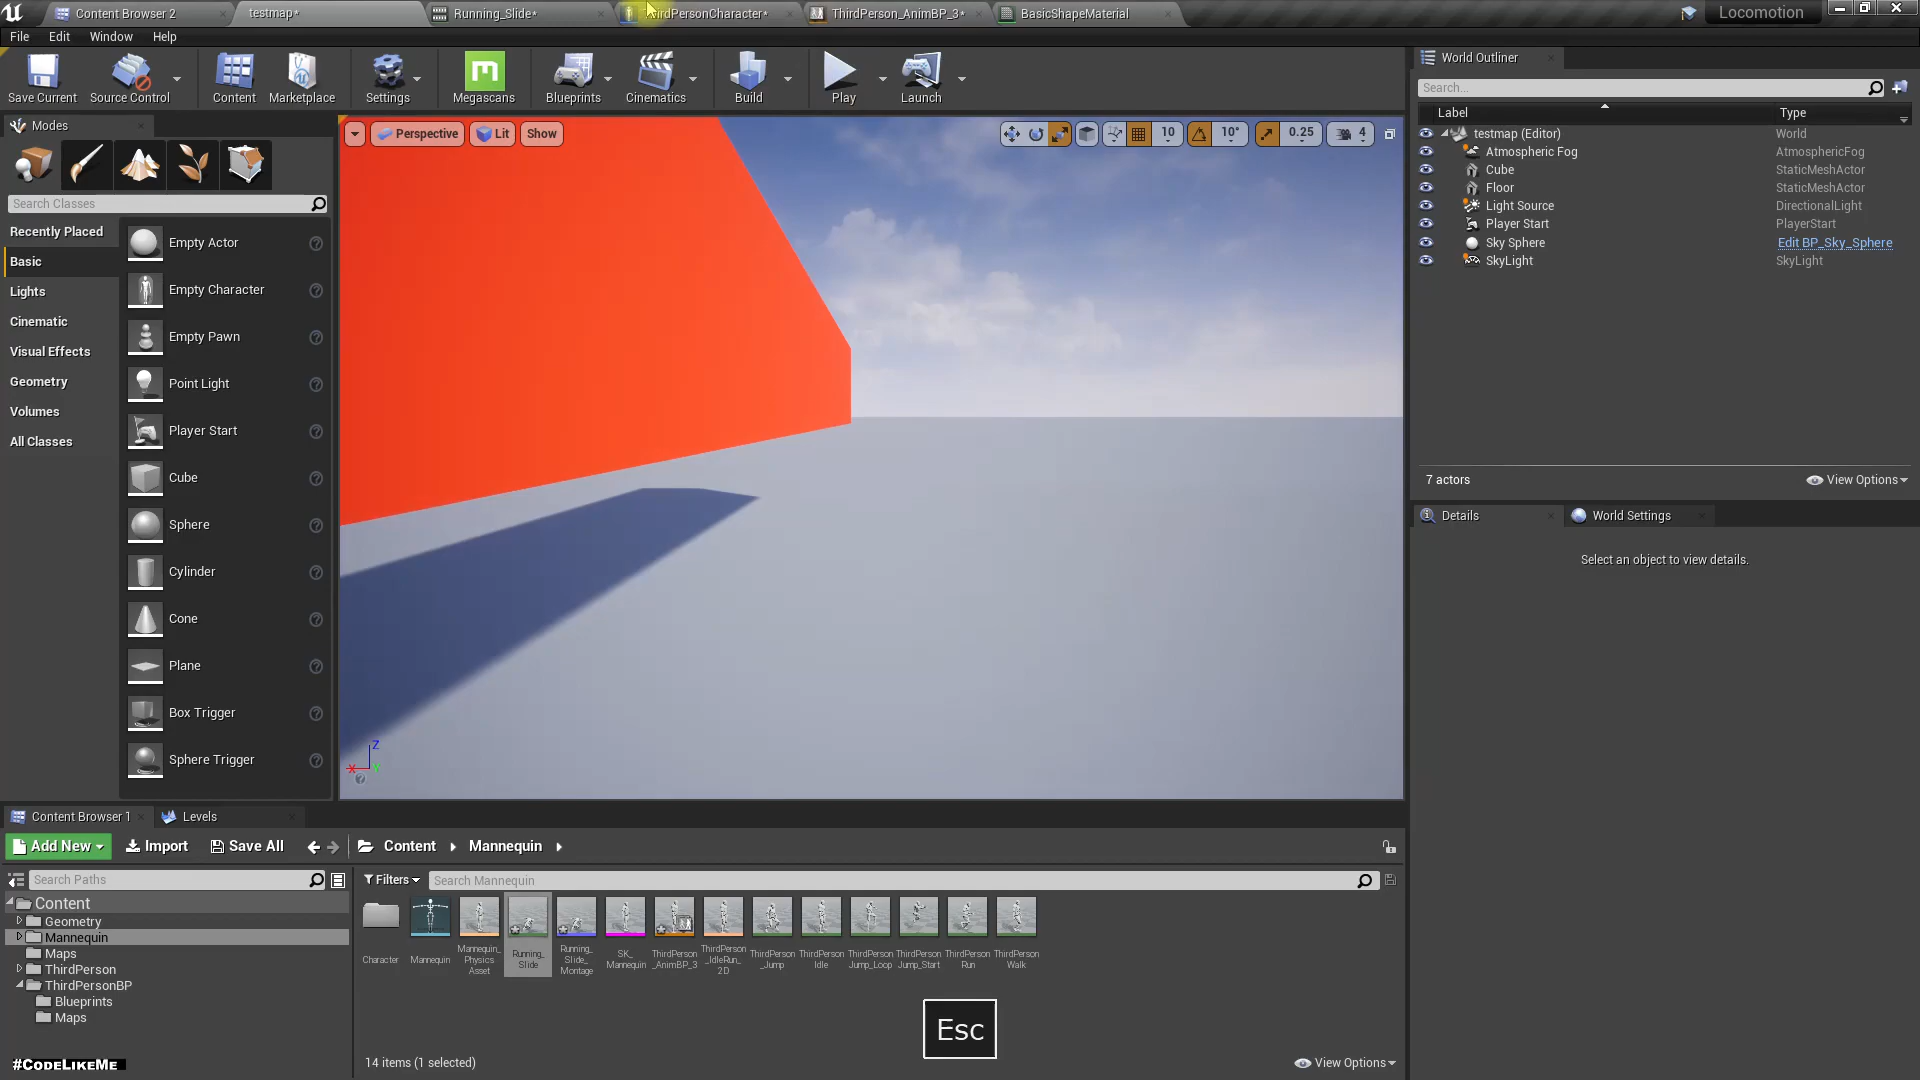 Content Browser 2
testmap*
Running_Slide*
ThirdPersonCharacter*
ThirdPerson_AnimBP_3*
BasicShapeMaterial
Locomotion
File Edit Window Help
Save Current
Source Control
Content
Marketplace
Settings
Megascans
Blueprints
Cinematics
Build
Play
Launch
Modes
Search Classes
Recently Placed
Basic
Lights
Cinematic
Visual Effects
Geometry
Volumes
All Classes
Empty Actor
Empty Character
Empty Pawn
Point Light
Player Start
Cube
Sphere
Cylinder
Cone
Plane
Box Trigger
Sphere Trigger
Perspective
Lit
Show
10
10°
0.25
4
Z
X
World Outliner
Search...
Label Type
testmap (Editor) World
Atmospheric Fog AtmosphericFog
Cube StaticMeshActor
Floor StaticMeshActor
Light Source DirectionalLight
Player Start PlayerStart
Sky Sphere Edit BP_Sky_Sphere
SkyLight SkyLight
7 actors
View Options
Details
World Settings
Select an object to view details.
Content Browser 1
Levels
Add New
Import
Save All
Content
Mannequin
Search Paths
Filters
Search Mannequin
Content
Geometry
Mannequin
Maps
ThirdPerson
ThirdPersonBP
Blueprints
Maps
Character
Mannequin
Mannequin_
Physics
Asset
Running_
Slide
Running_
Slide_
Montage
SK_
Mannequin
ThirdPerson
_AnimBP_3
ThirdPerson
_IdleRun_
2D
ThirdPerson
_Jump
ThirdPerson
Idle
ThirdPerson
Jump_Loop
ThirdPerson
Jump_Start
ThirdPerson
Run
ThirdPerson
Walk
Esc
14 items (1 selected)
View Options
#CodeLikeMe